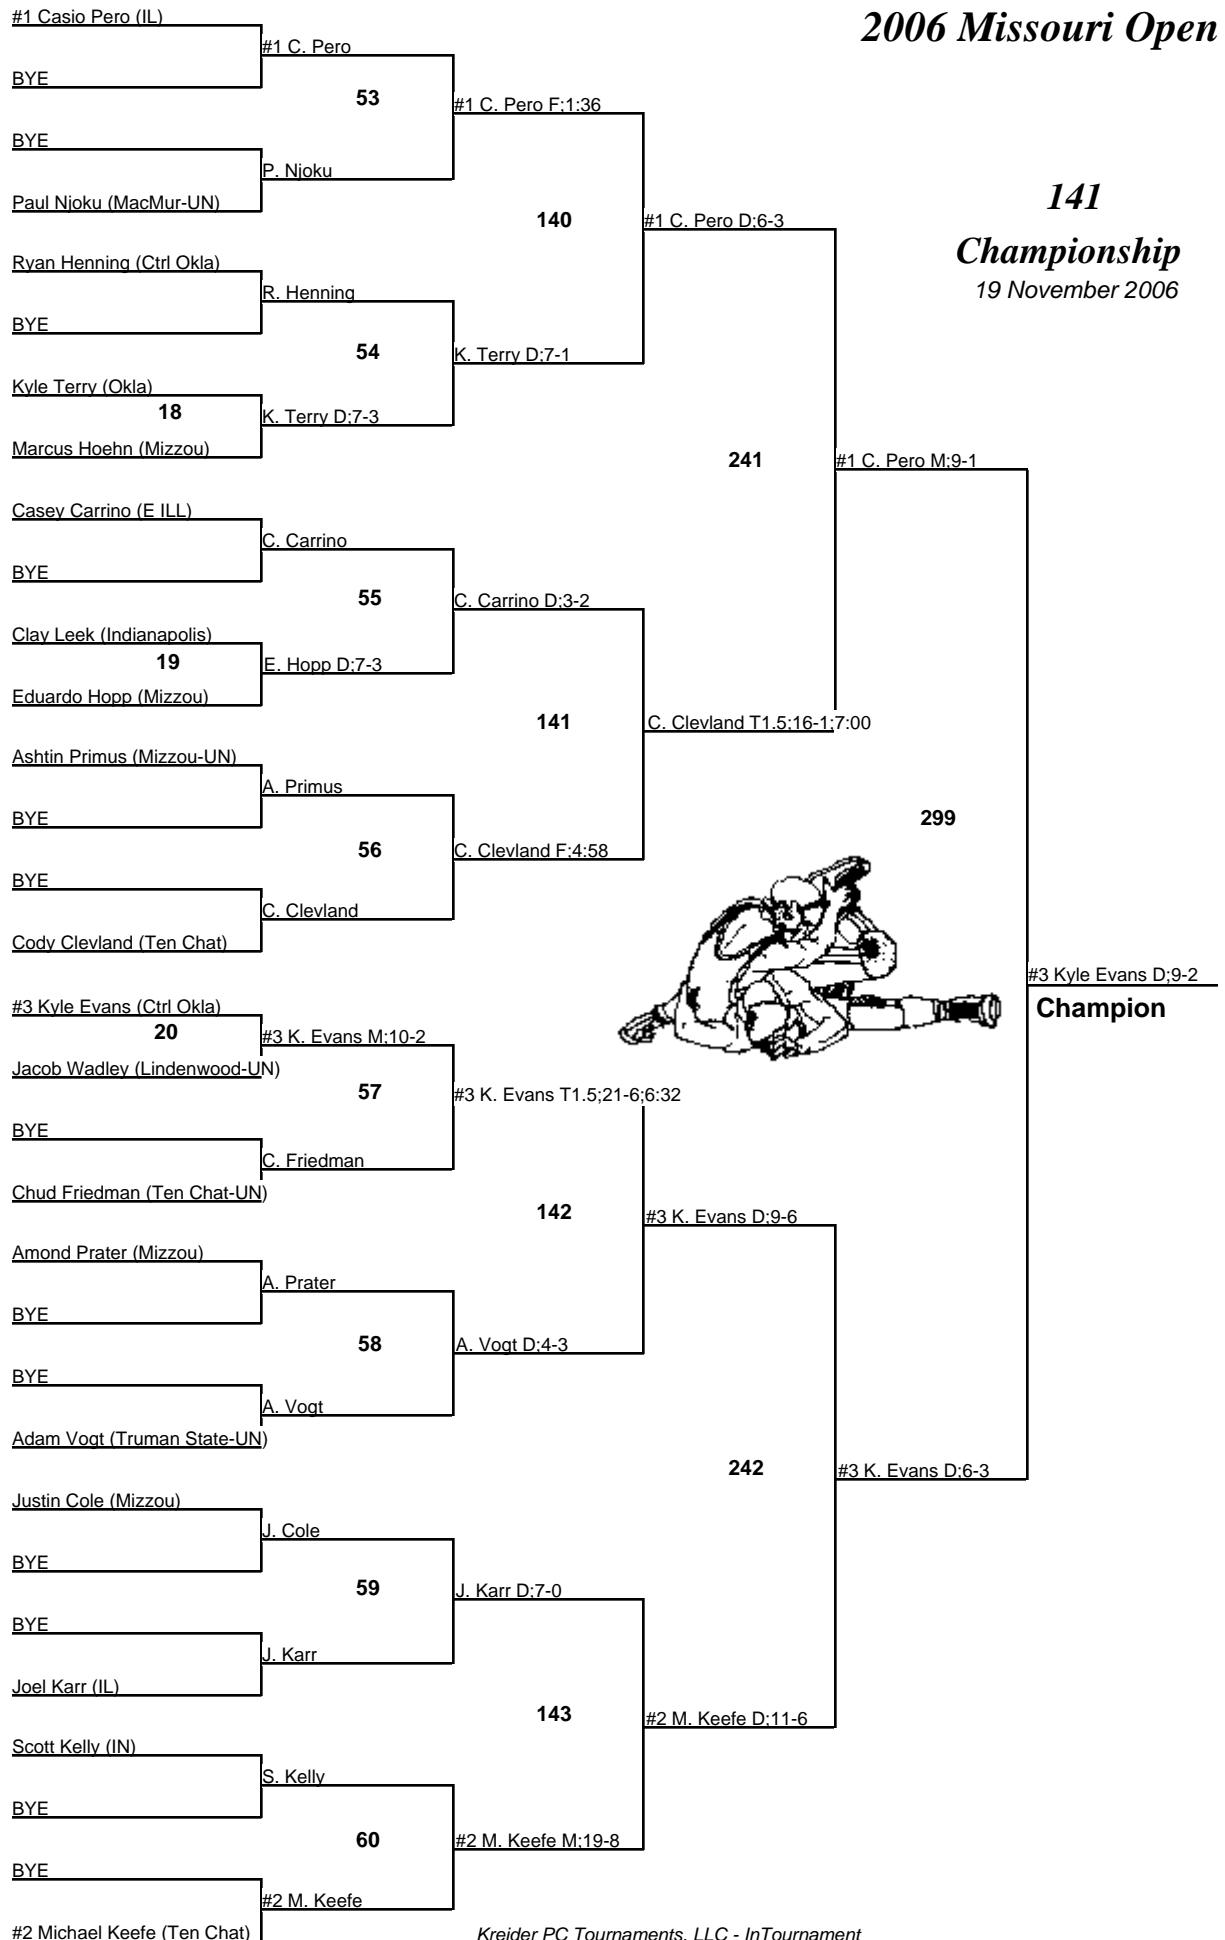 2006 Missouri Open
141
Championship
19 November 2006
#1 Casio Pero (IL)
BYE
BYE
Paul Njoku (MacMur-UN)
Ryan Henning (Ctrl Okla)
BYE
Kyle Terry (Okla)
18
Marcus Hoehn (Mizzou)
Casey Carrino (E ILL)
BYE
Clay Leek (Indianapolis)
19
Eduardo Hopp (Mizzou)
Ashtin Primus (Mizzou-UN)
BYE
BYE
Cody Clevland (Ten Chat)
#3 Kyle Evans (Ctrl Okla)
20
Jacob Wadley (Lindenwood-UN)
BYE
Chud Friedman (Ten Chat-UN)
Amond Prater (Mizzou)
BYE
BYE
Adam Vogt (Truman State-UN)
Justin Cole (Mizzou)
BYE
BYE
Joel Karr (IL)
Scott Kelly (IN)
BYE
BYE
#2 Michael Keefe (Ten Chat)
#1 C. Pero
53
P. Njoku
R. Henning
54
K. Terry D;7-3
C. Carrino
55
E. Hopp D;7-3
A. Primus
56
C. Clevland
#3 K. Evans M;10-2
57
C. Friedman
A. Prater
58
A. Vogt
J. Cole
59
J. Karr
S. Kelly
60
#2 M. Keefe
#1 C. Pero F;1:36
140
K. Terry D;7-1
C. Carrino D;3-2
141
C. Clevland F;4:58
#3 K. Evans T1.5;21-6;6:32
142
A. Vogt D;4-3
J. Karr D;7-0
143
#2 M. Keefe M;19-8
#1 C. Pero D;6-3
241
C. Clevland T1.5;16-1;7:00
#3 K. Evans D;9-6
242
#2 M. Keefe D;11-6
#1 C. Pero M;9-1
299
#3 K. Evans D;6-3
#3 Kyle Evans D;9-2
Champion
Kreider PC Tournaments, LLC - InTournament